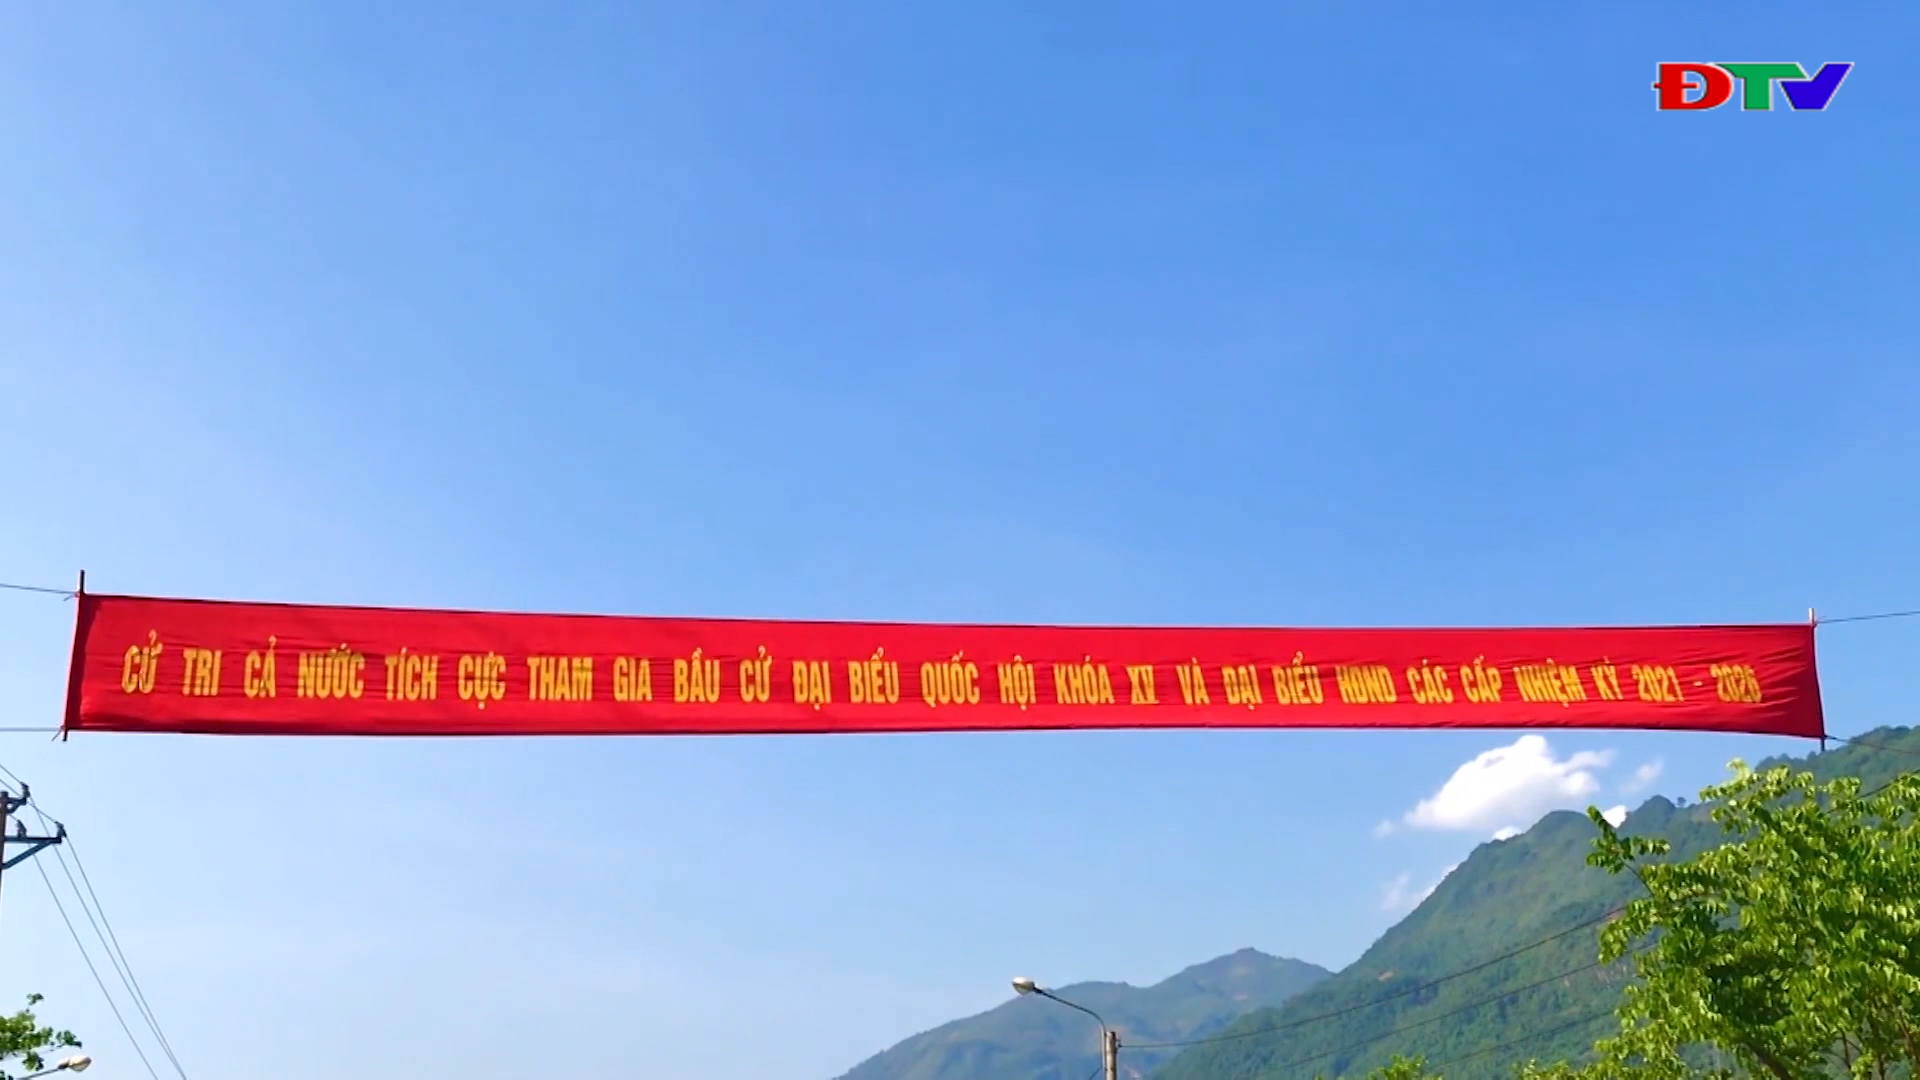 ĐTV
CỬ TRI CẢ NƯỚC TÍCH CỰC THAM GIA BẦU CỬ ĐẠI BIỂU QUỐC HỘI KHÓA XV VÀ ĐẠI BIỂU HĐND CÁC CẤP NHIỆM KỲ 2021 - 2026